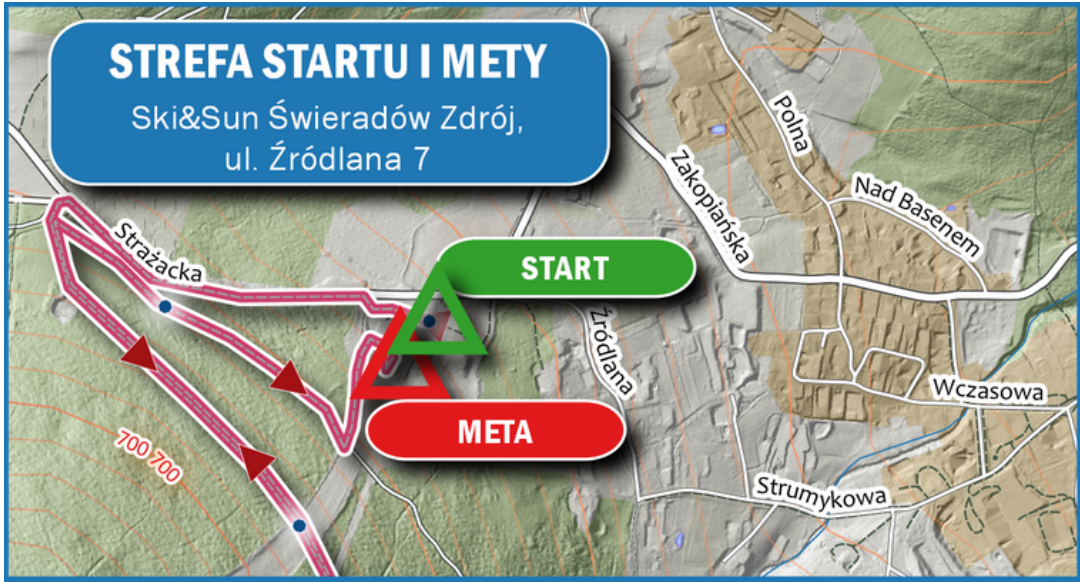 STREFA STARTU I METY
Ski&Sun Świeradów Zdrój,
ul. Źródlana 7
Polna
Zakopiańska
Nad Basenem
Strażacka
START
Źródlana
Wczasowa
META
700 700
Strumykowa